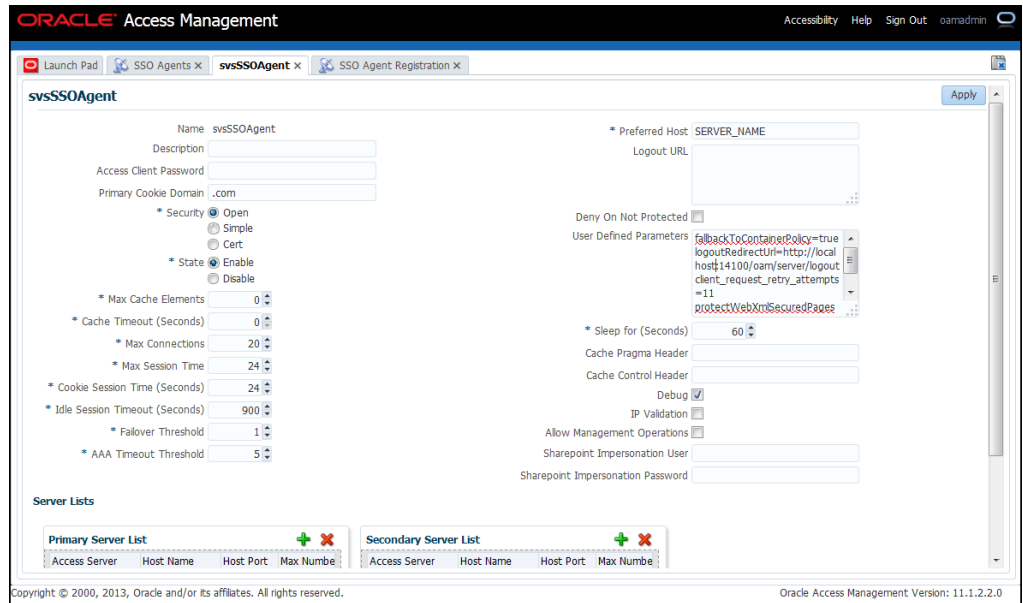 ORACLE Access Management
Accessibility Help Sign Out oamadmin
Launch Pad SSO Agents × svsSSOAgent × SSO Agent Registration ×
svsSSOAgent
Apply
Name svsSSOAgent
Description
Access Client Password
Primary Cookie Domain .com
* Security Open
Simple
Cert
* State Enable
Disable
* Max Cache Elements 0
* Cache Timeout (Seconds) 0
* Max Connections 20
* Max Session Time 24
* Cookie Session Time (Seconds) 24
* Idle Session Timeout (Seconds) 900
* Failover Threshold 1
* AAA Timeout Threshold 5
* Preferred Host SERVER_NAME
Logout URL
Deny On Not Protected
User Defined Parameters
fallbackToContainerPolicy=true
logoutRedirectUrl=http://local
host:14100/oam/server/logout
client_request_retry_attempts
=11
protectWebXmlSecuredPages
* Sleep for (Seconds) 60
Cache Pragma Header
Cache Control Header
Debug
IP Validation
Allow Management Operations
Sharepoint Impersonation User
Sharepoint Impersonation Password
Server Lists
Primary Server List
Access Server Host Name Host Port Max Numbe
Secondary Server List
Access Server Host Name Host Port Max Numbe
Copyright © 2000, 2013, Oracle and/or its affiliates. All rights reserved.
Oracle Access Management Version: 11.1.2.2.0